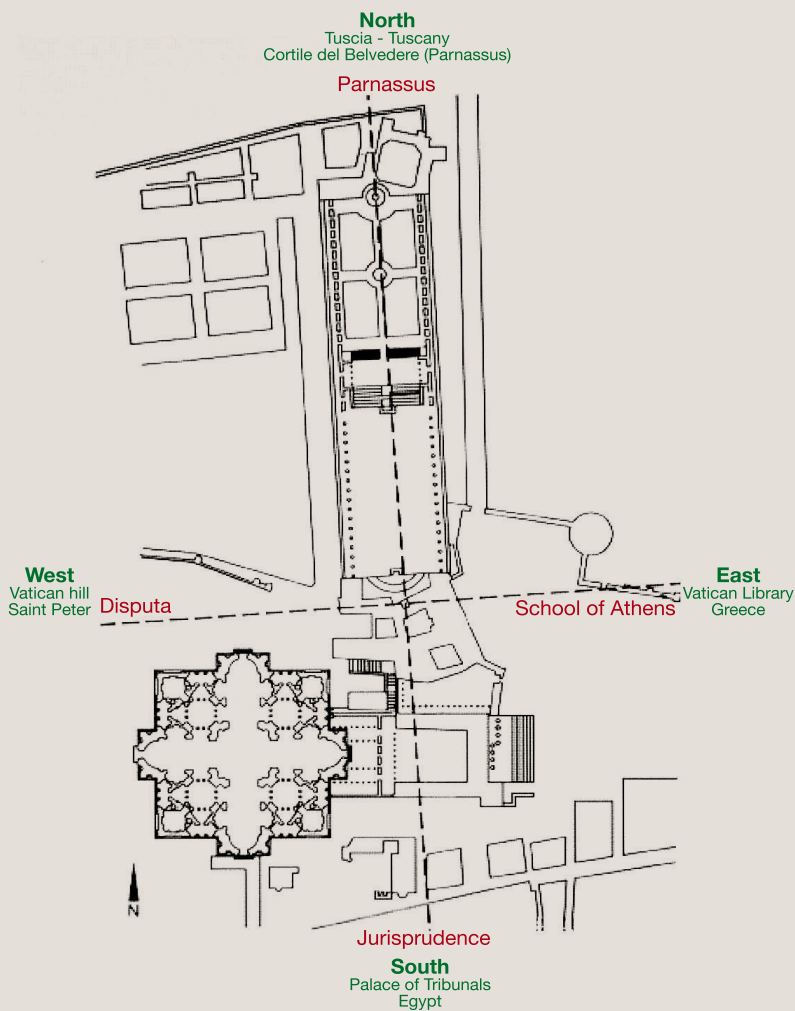 North
Tuscia - Tuscany
Cortile del Belvedere (Parnassus)
Parnassus
West
Vatican hill
Saint Peter
Disputa
School of Athens
East
Vatican Library
Greece
N
Jurisprudence
South
Palace of Tribunals
Egypt